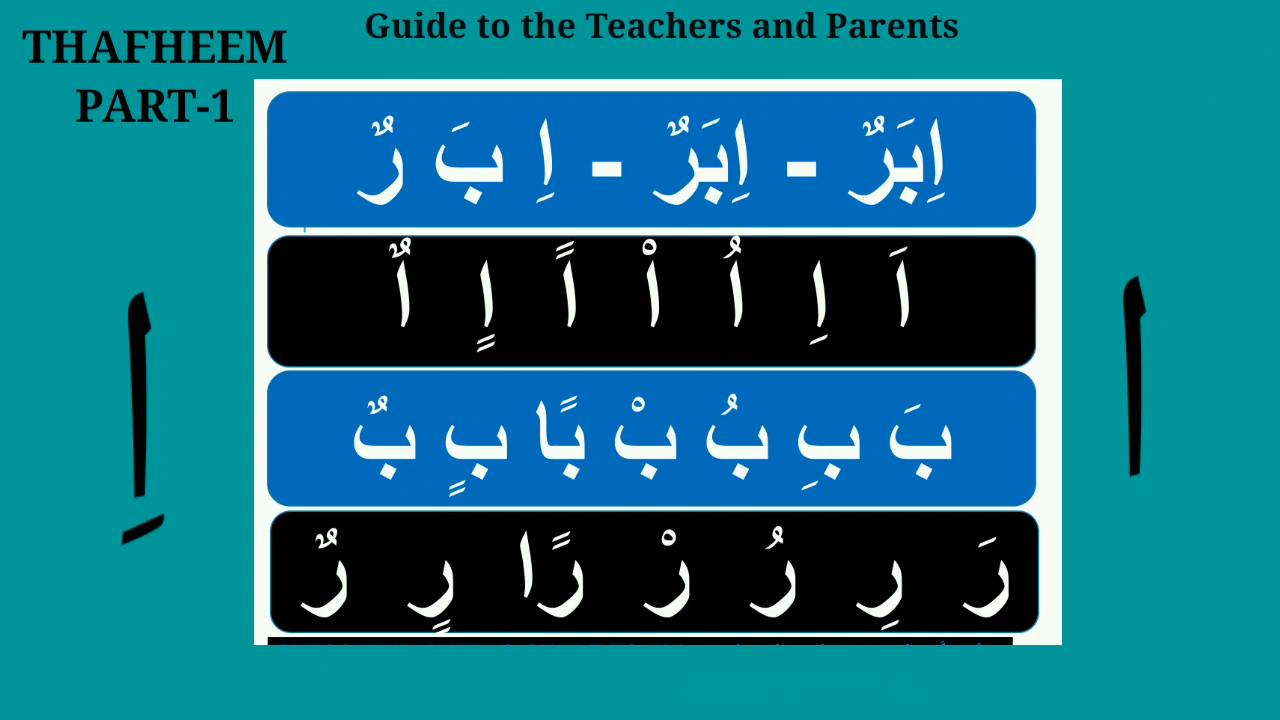 Guide to the Teachers and Parents
THAFHEEM
PART-1
اِبَرٌ - اِبَرٌ - اِ بَ رٌ
اَ اِ اُ اْ اً اٍ اٌ
بَ بِ بُ بْ بًا بٍ بٌ
رَ رِ رُ رْ رًا رٍ رٌ
اِ
ا